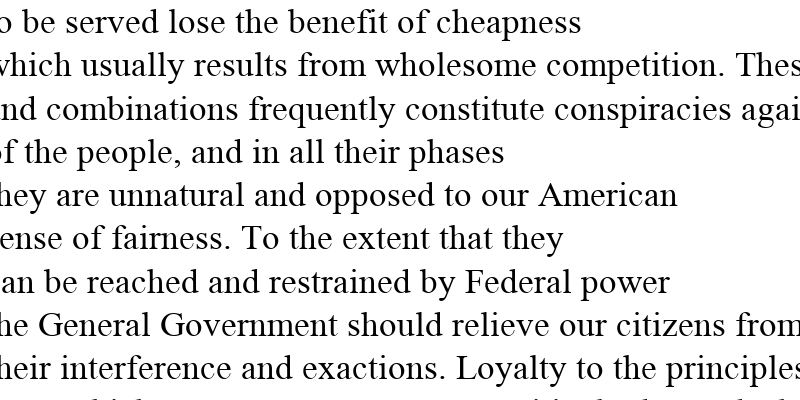 o be served lose the benefit of cheapness
which usually results from wholesome competition. Thes
and combinations frequently constitute conspiracies agai
of the people, and in all their phases
hey are unnatural and opposed to our American
ense of fairness. To the extent that they
an be reached and restrained by Federal power
he General Government should relieve our citizens from
heir interference and exactions. Loyalty to the principles